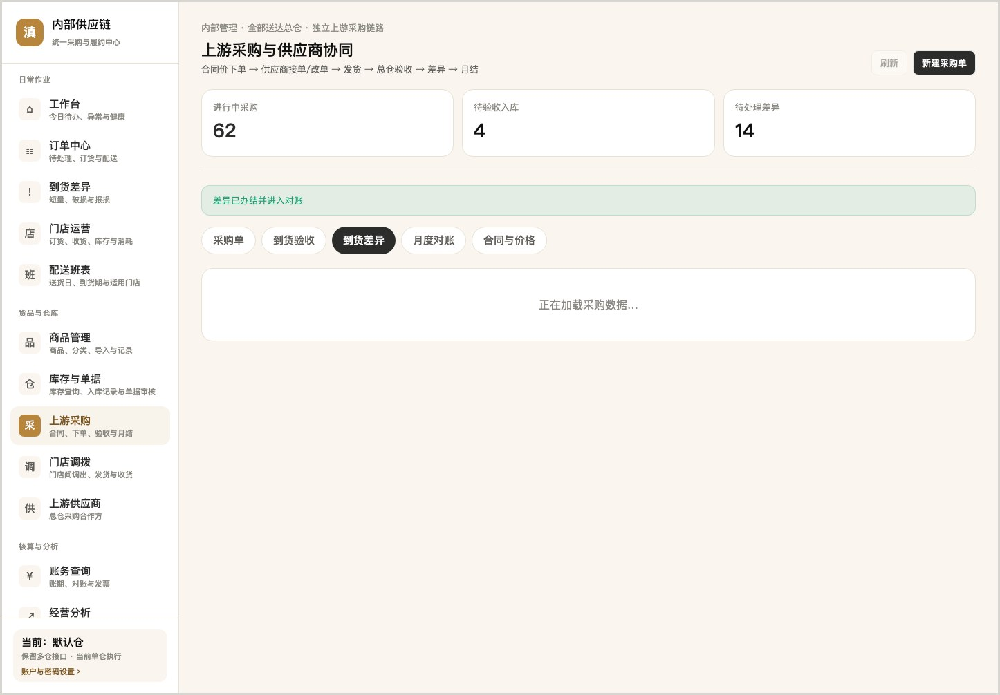 滇
内部供应链
统一采购与履约中心
日常作业
⌂
工作台
今日待办、异常与健康
☷
订单中心
待处理、订货与配送
!
到货差异
短量、破损与报损
店
门店运营
订货、收货、库存与消耗
班
配送班表
送货日、到货期与适用门店
货品与仓库
品
商品管理
商品、分类、导入与记录
仓
库存与单据
库存查询、入库记录与单据审核
采
上游采购
合同、下单、验收与月结
调
门店调拨
门店间调出、发货与收货
供
上游供应商
总仓采购合作方
核算与分析
¥
账务查询
账期、对账与发票
↗
经营分析
当前：默认仓
保留多仓接口 · 当前单仓执行
账户与密码设置 ›
内部管理 · 全部送达总仓 · 独立上游采购链路
上游采购与供应商协同
合同价下单 → 供应商接单/改单 → 发货 → 总仓验收 → 差异 → 月结
刷新
新建采购单
进行中采购
62
待验收入库
4
待处理差异
14
差异已办结并进入对账
采购单
到货验收
到货差异
月度对账
合同与价格
正在加载采购数据…